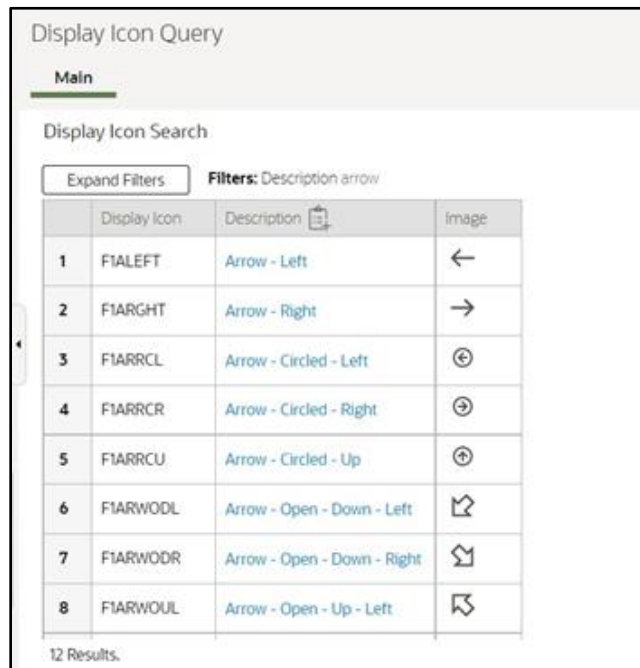 Display Icon Query
Main
Display Icon Search
Expand Filters Filters: Description arrow
Display Icon Description Image
1 F1ALEFT Arrow - Left
2 F1ARGHT Arrow - Right
3 F1ARRCL Arrow - Circled - Left
4 F1ARRCR Arrow - Circled - Right
5 F1ARRCU Arrow - Circled - Up
6 F1ARWODL Arrow - Open - Down - Left
7 F1ARWODR Arrow - Open - Down - Right
8 F1ARWOUL Arrow - Open - Up - Left
12 Results.